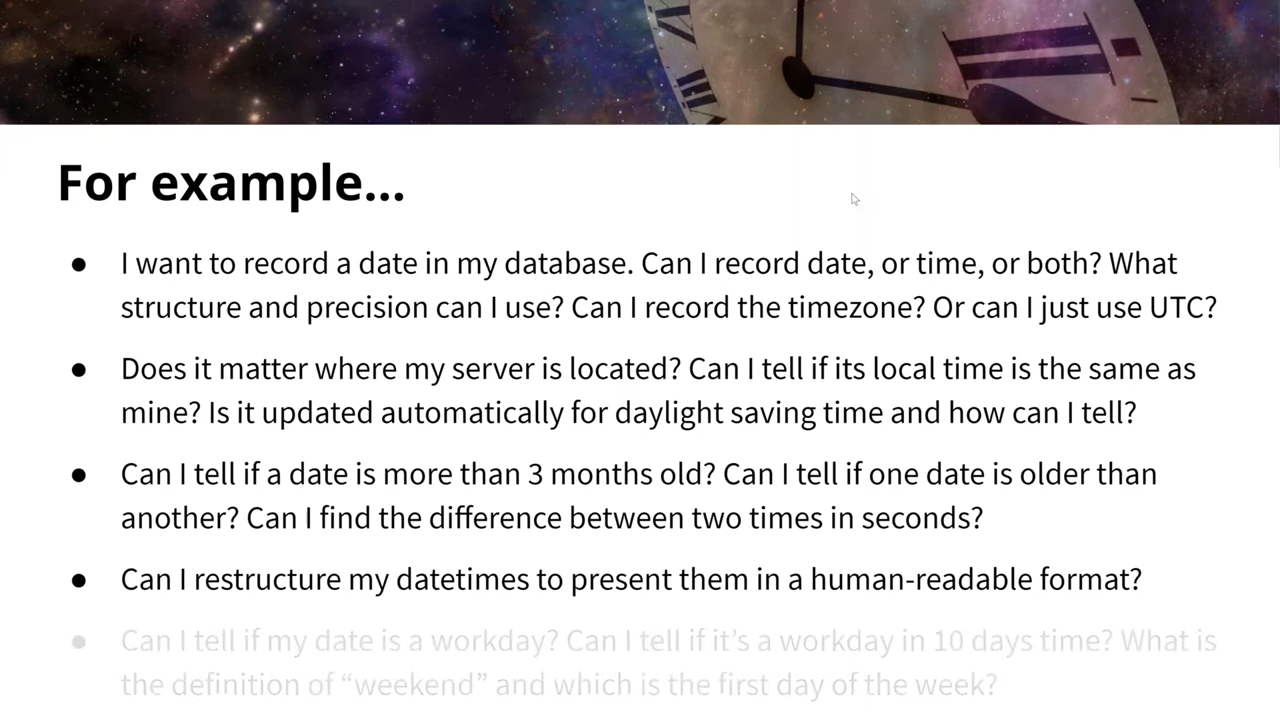 For example...
● I want to record a date in my database. Can I record date, or time, or both? What
structure and precision can I use? Can I record the timezone? Or can I just use UTC?
● Does it matter where my server is located? Can I tell if its local time is the same as
mine? Is it updated automatically for daylight saving time and how can I tell?
● Can I tell if a date is more than 3 months old? Can I tell if one date is older than
another? Can I find the difference between two times in seconds?
● Can I restructure my datetimes to present them in a human-readable format?
● Can I tell if my date is a workday? Can I tell if it’s a workday in 10 days time? What is
the definition of “weekend” and which is the first day of the week?